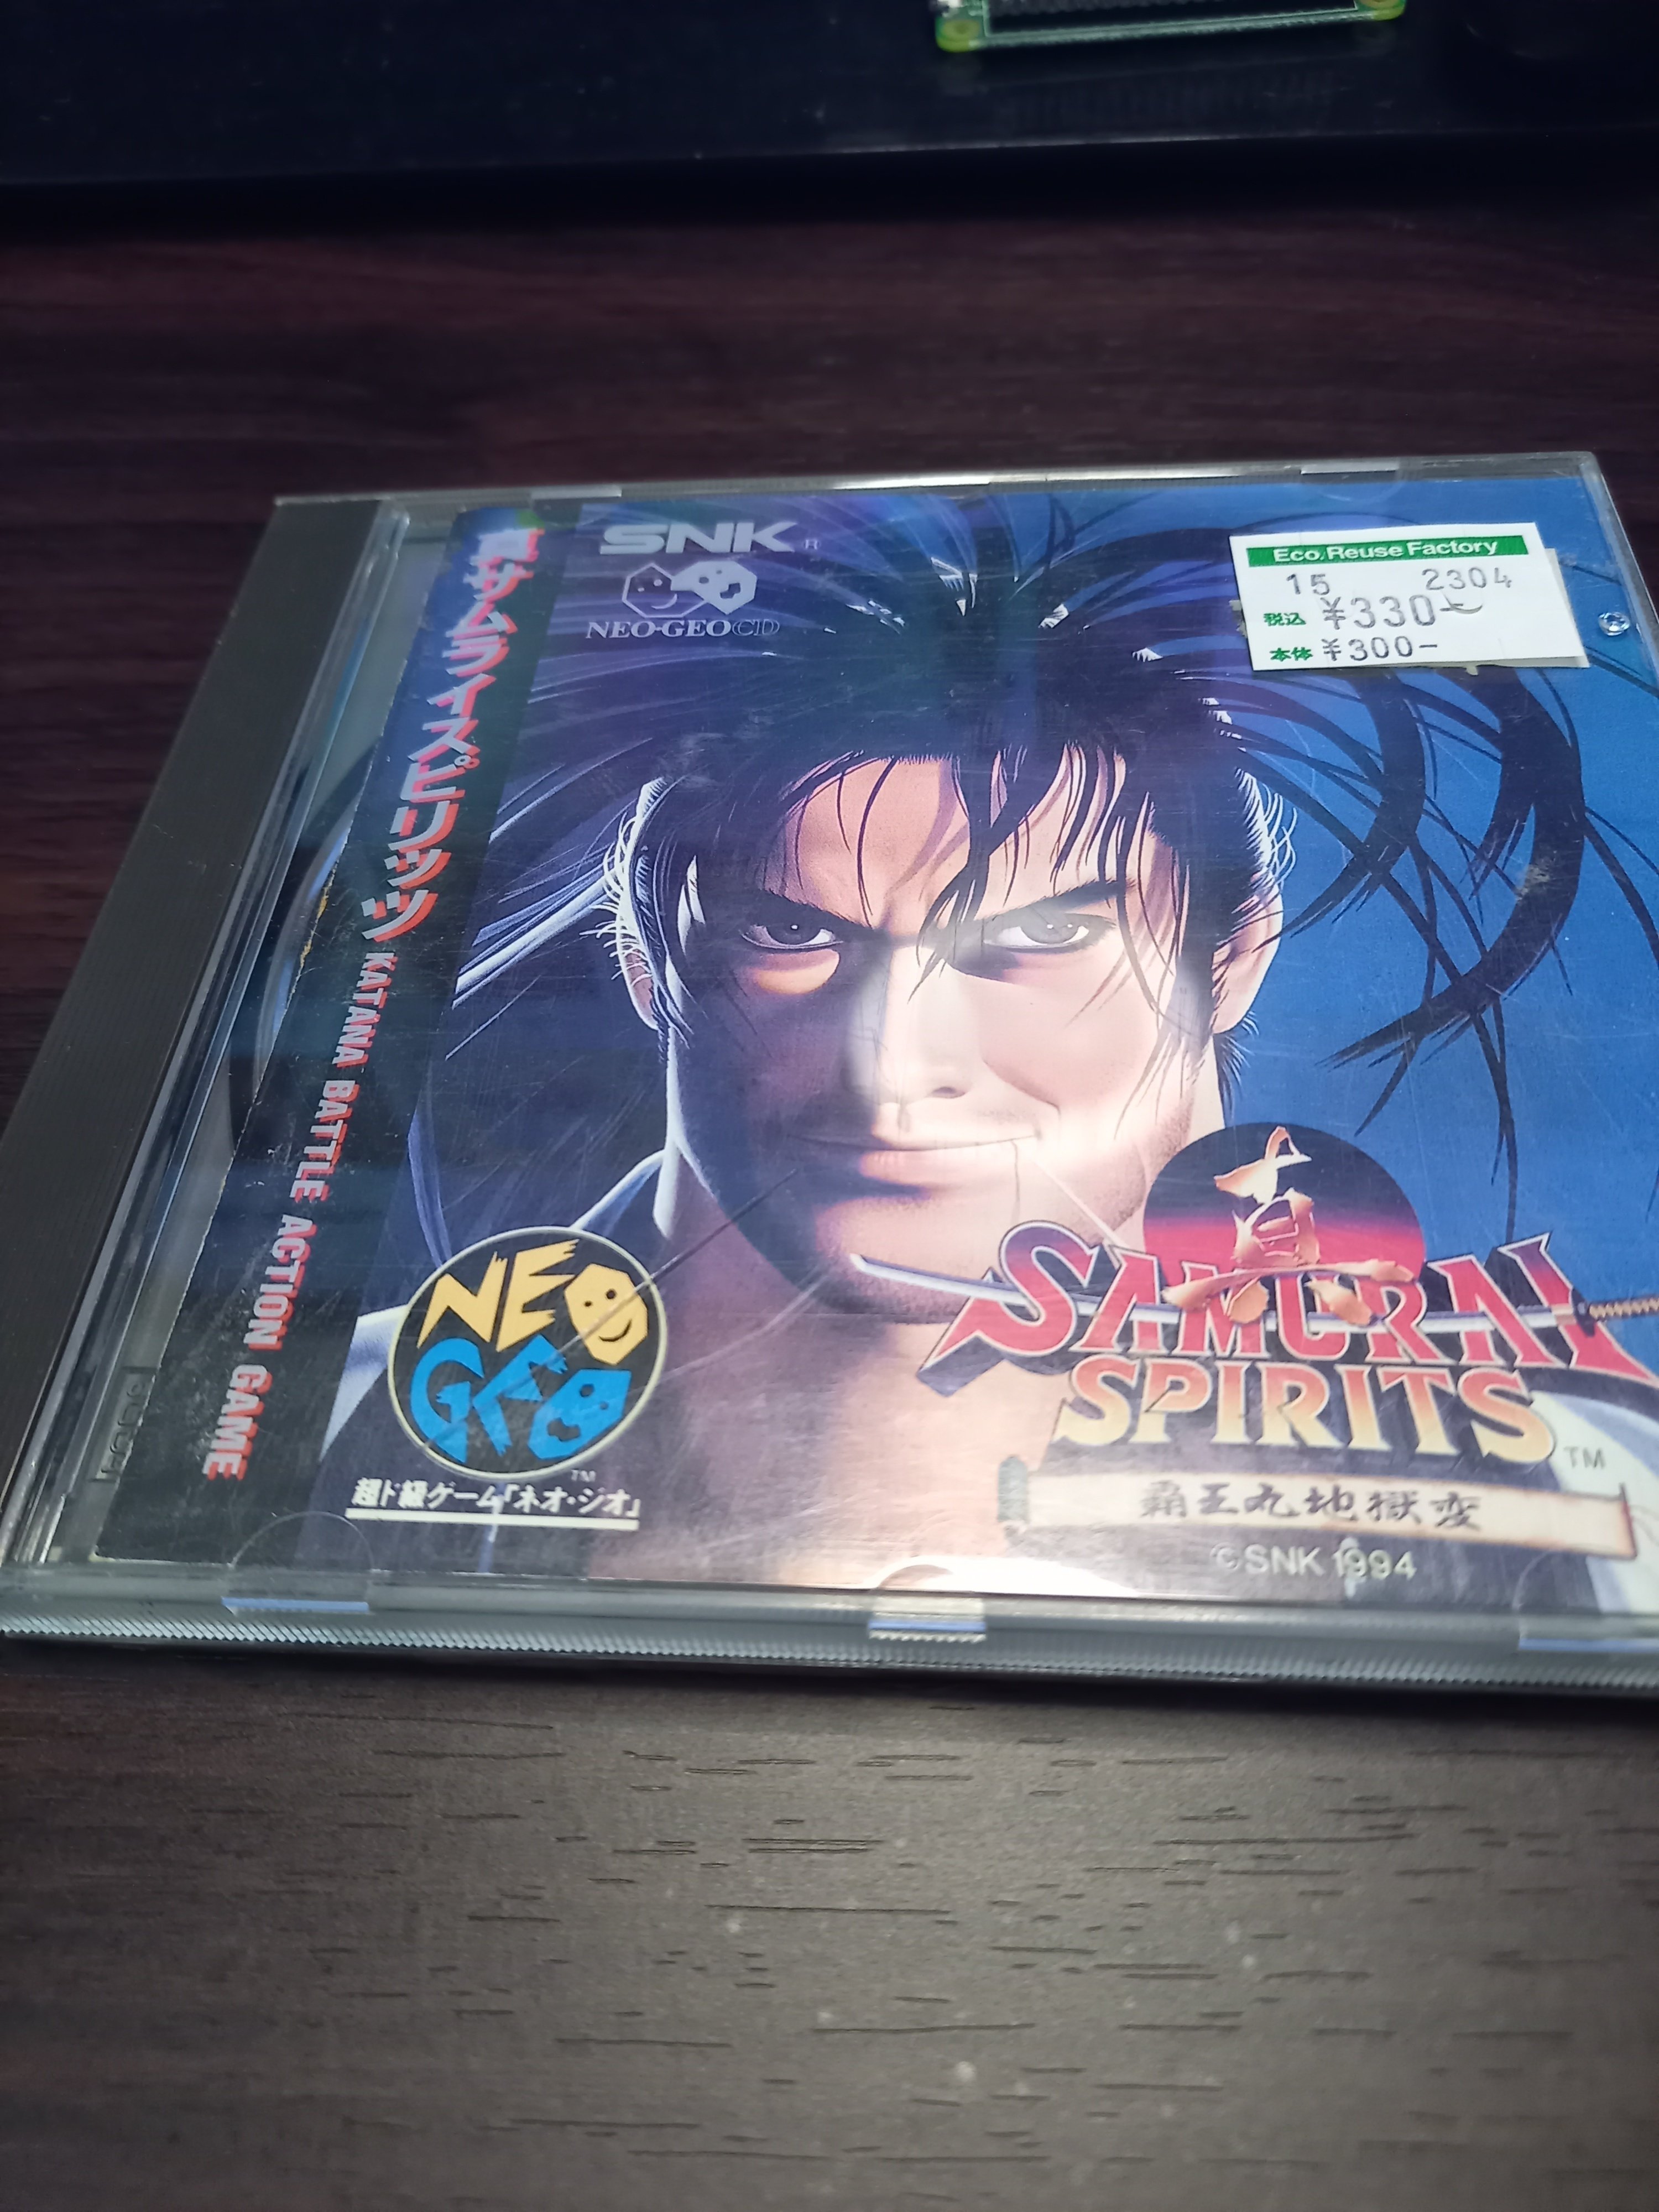 真サムライスピリッツ KATANA BATTLE ACTION GAME
SNK®
NEO·GEO CD
Eco.Reuse Factory
15 2304
税込 ¥330-
本体 ¥300-
NEO
GEO
TM
超ド級ゲーム「ネオ・ジオ」
真
SAMURAI
SPIRITS
TM
覇王丸地獄変
©SNK 1994